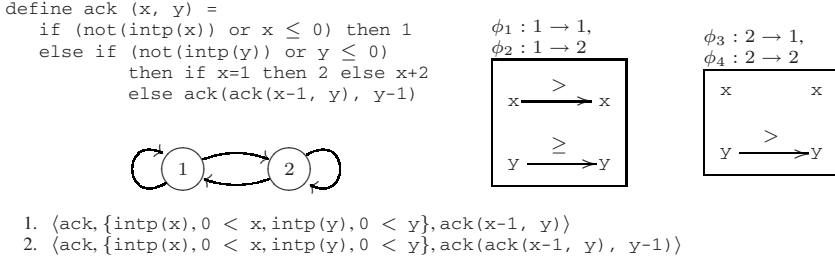 define ack (x, y) =
if (not(intp(x)) or x ≤ 0) then 1
else if (not(intp(y)) or y ≤ 0)
then if x=1 then 2 else x+2
else ack(ack(x-1, y), y-1)
ϕ1 : 1 → 1,
ϕ2 : 1 → 2
x > x
y ≥ y
ϕ3 : 2 → 1,
ϕ4 : 2 → 2
x x
y > y
1 2
1. ⟨ack, {intp(x), 0 < x, intp(y), 0 < y}, ack(x-1, y)⟩
2. ⟨ack, {intp(x), 0 < x, intp(y), 0 < y}, ack(ack(x-1, y), y-1)⟩